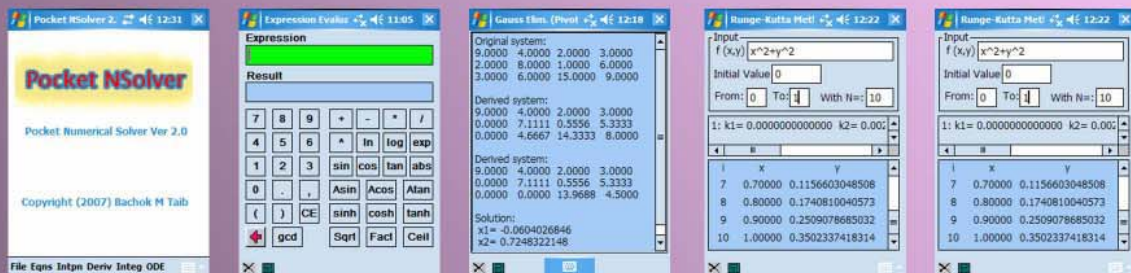 Pocket NSolver 2. 12:31
Pocket NSolver
Pocket Numerical Solver Ver 2.0
Copyright (2007) Bachok M Taib
File Eqns Intpn Deriv Integ ODE
Expression Evalua 11:05
Expression
Result
7 8 9 + - * /
4 5 6 ^ ln log exp
1 2 3 sin cos tan abs
0 . , Asin Acos Atan
( ) CE sinh cosh tanh
gcd Sqrt Fact Ceil
Gauss Elim. (Pivot 12:18
Original system:
9.0000 4.0000 2.0000 3.0000
2.0000 8.0000 1.0000 6.0000
3.0000 6.0000 15.0000 9.0000
Derived system:
9.0000 4.0000 2.0000 3.0000
0.0000 7.1111 0.5556 5.3333
0.0000 4.6667 14.3333 8.0000
Derived system:
9.0000 4.0000 2.0000 3.0000
0.0000 7.1111 0.5556 5.3333
0.0000 0.0000 13.9688 4.5000
Solution:
x1= -0.0604026846
x2= 0.7248322148
Runge-Kutta Metl 12:22
Input
f (x,y) x^2+y^2
Initial Value 0
From: 0 To: 1 With N=: 10
1: k1= 0.0000000000000 k2= 0.002
i x y
7 0.70000 0.1156603048508
8 0.80000 0.1740810040573
9 0.90000 0.2509078685032
10 1.00000 0.3502337418314
Runge-Kutta Metl 12:22
Input
f (x,y) x^2+y^2
Initial Value 0
From: 0 To: 1 With N=: 10
1: k1= 0.0000000000000 k2= 0.002
i x y
7 0.70000 0.1156603048508
8 0.80000 0.1740810040573
9 0.90000 0.2509078685032
10 1.00000 0.3502337418314